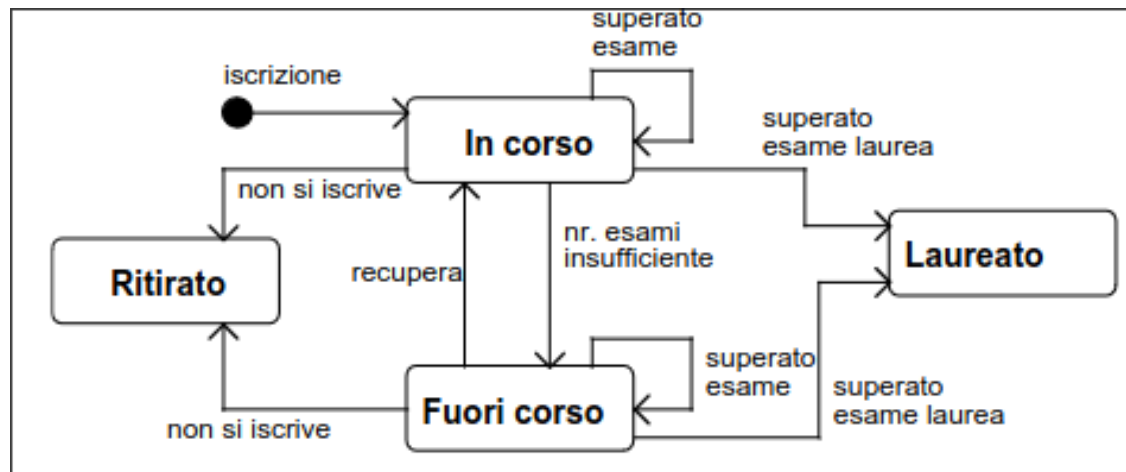 superato
esame
iscrizione
In corso
superato
esame laurea
non si iscrive
nr. esami
insufficiente
Laureato
recupera
Ritirato
superato
esame
Fuori corso
superato
esame laurea
non si iscrive